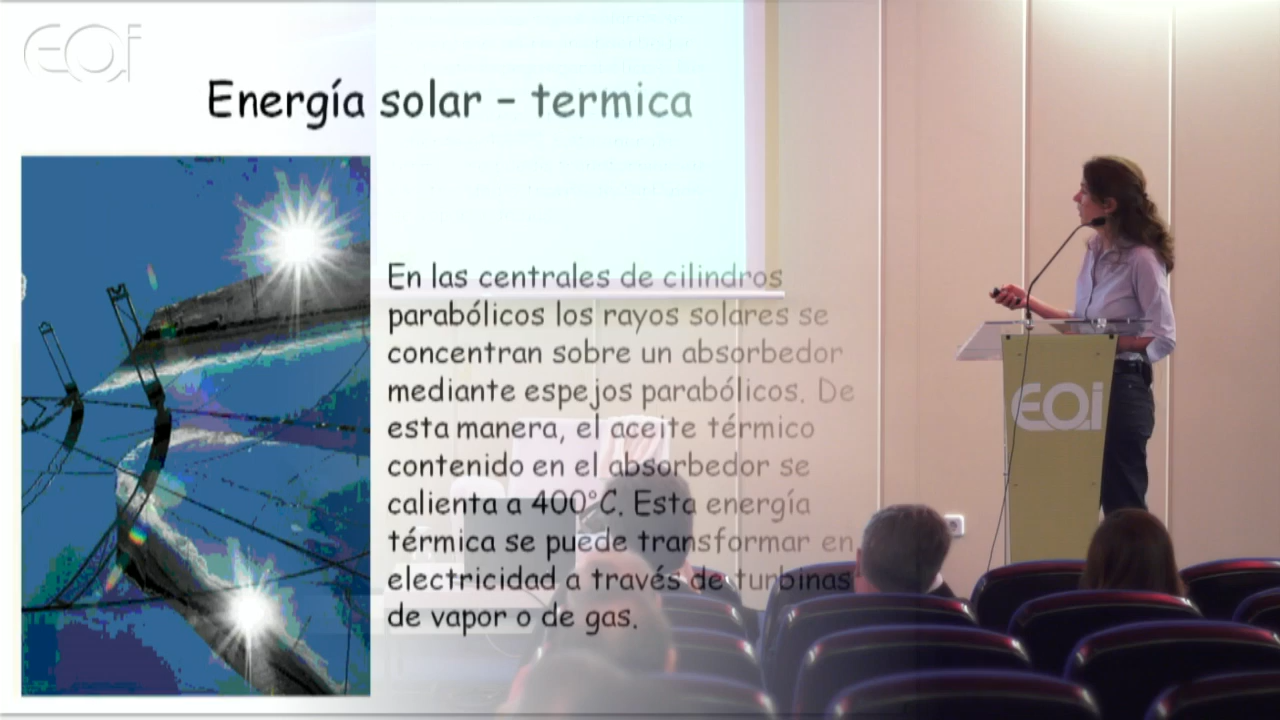 EOi
Energía solar – termica
En las centrales de cilindros
parabólicos los rayos solares se
concentran sobre un absorbedor
mediante espejos parabólicos. De
esta manera, el aceite térmico
contenido en el absorbedor se
calienta a 400°C. Esta energía
térmica se puede transformar en
electricidad a través de turbinas
de vapor o de gas.
EOi